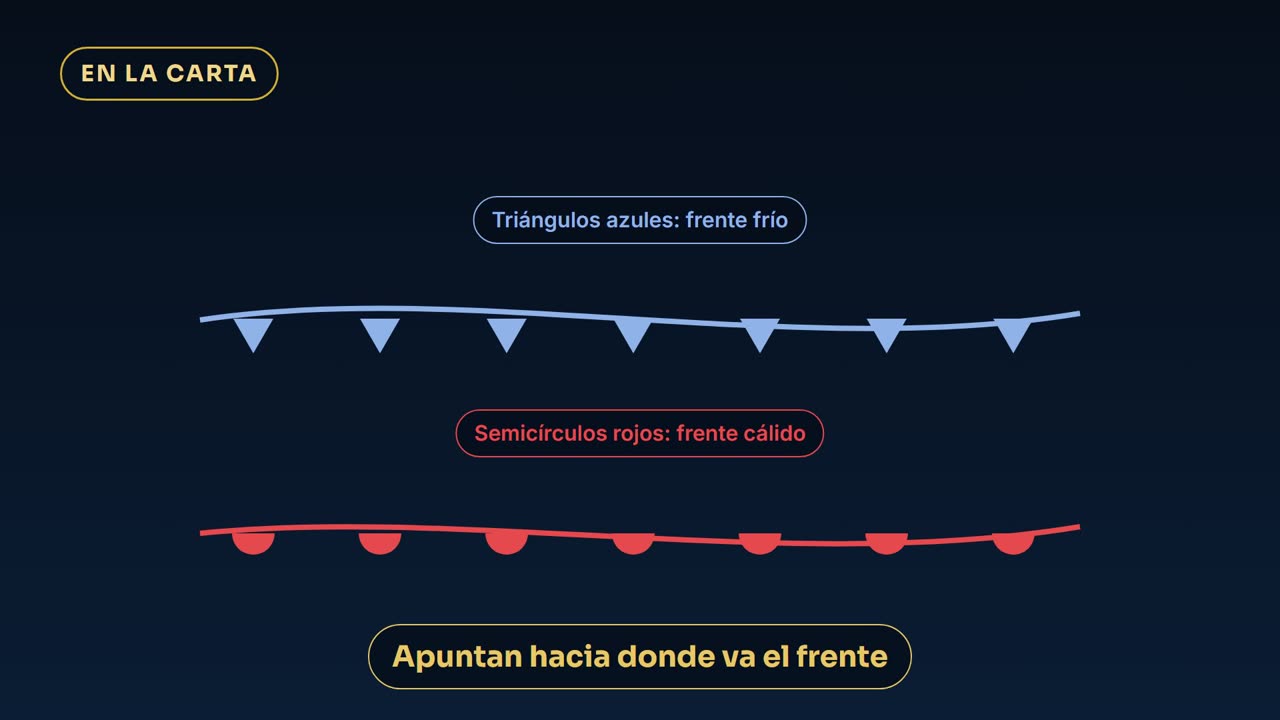 EN LA CARTA
Triángulos azules: frente frío
Semicírculos rojos: frente cálido
Apuntan hacia donde va el frente